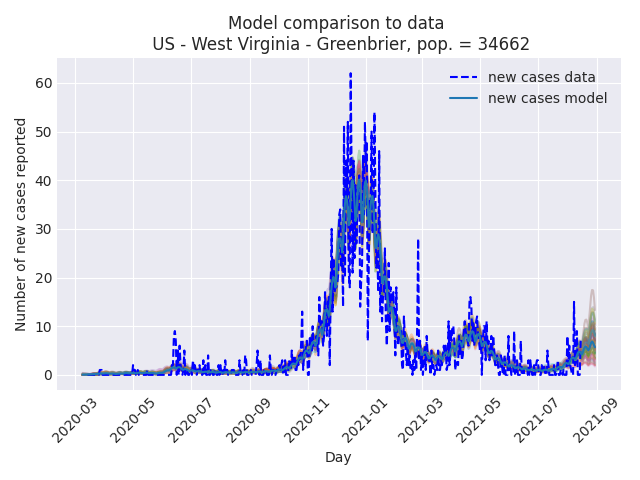 Model comparison to data
US - West Virginia - Greenbrier, pop. = 34662
new cases data
new cases model
Number of new cases reported
60
50
40
30
20
10
0
2020-03
2020-05
2020-07
2020-09
2020-11
2021-01
2021-03
2021-05
2021-07
2021-09
Day